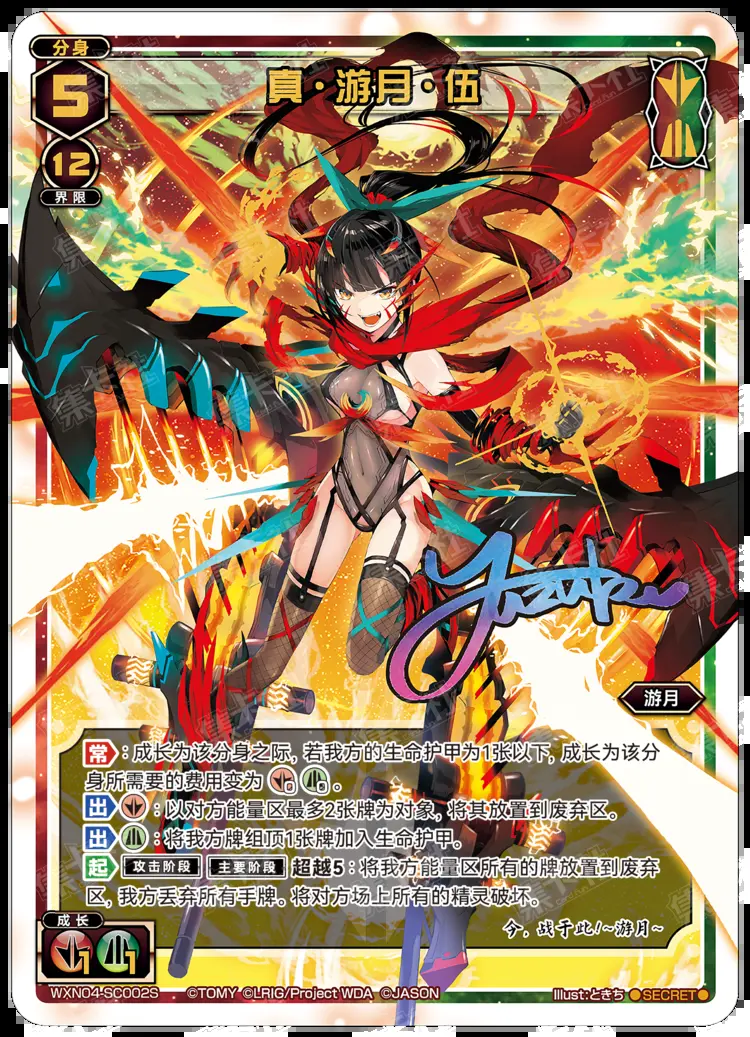 分身
5
真·游月·伍
12
界限
Yuzuki
游月
常：成长为该分身之际，若我方的生命护甲为1张以下，成长为该分
身所需要的费用变为 0 0 。
出 ：以对方能量区最多2张牌为对象，将其放置到废弃区。
出 ：将我方牌组顶1张牌加入生命护甲。
起 攻击阶段 主要阶段 超越5：将我方能量区所有的牌放置到废弃
区，我方丢弃所有手牌。将对方场上所有的精灵破坏。
今，战于此！~游月~
成长
1 1
WXN04-SC002S ©TOMY ©LRIG/Project WDA ©JASON Illust:ときち ●SECRET●
集卡社